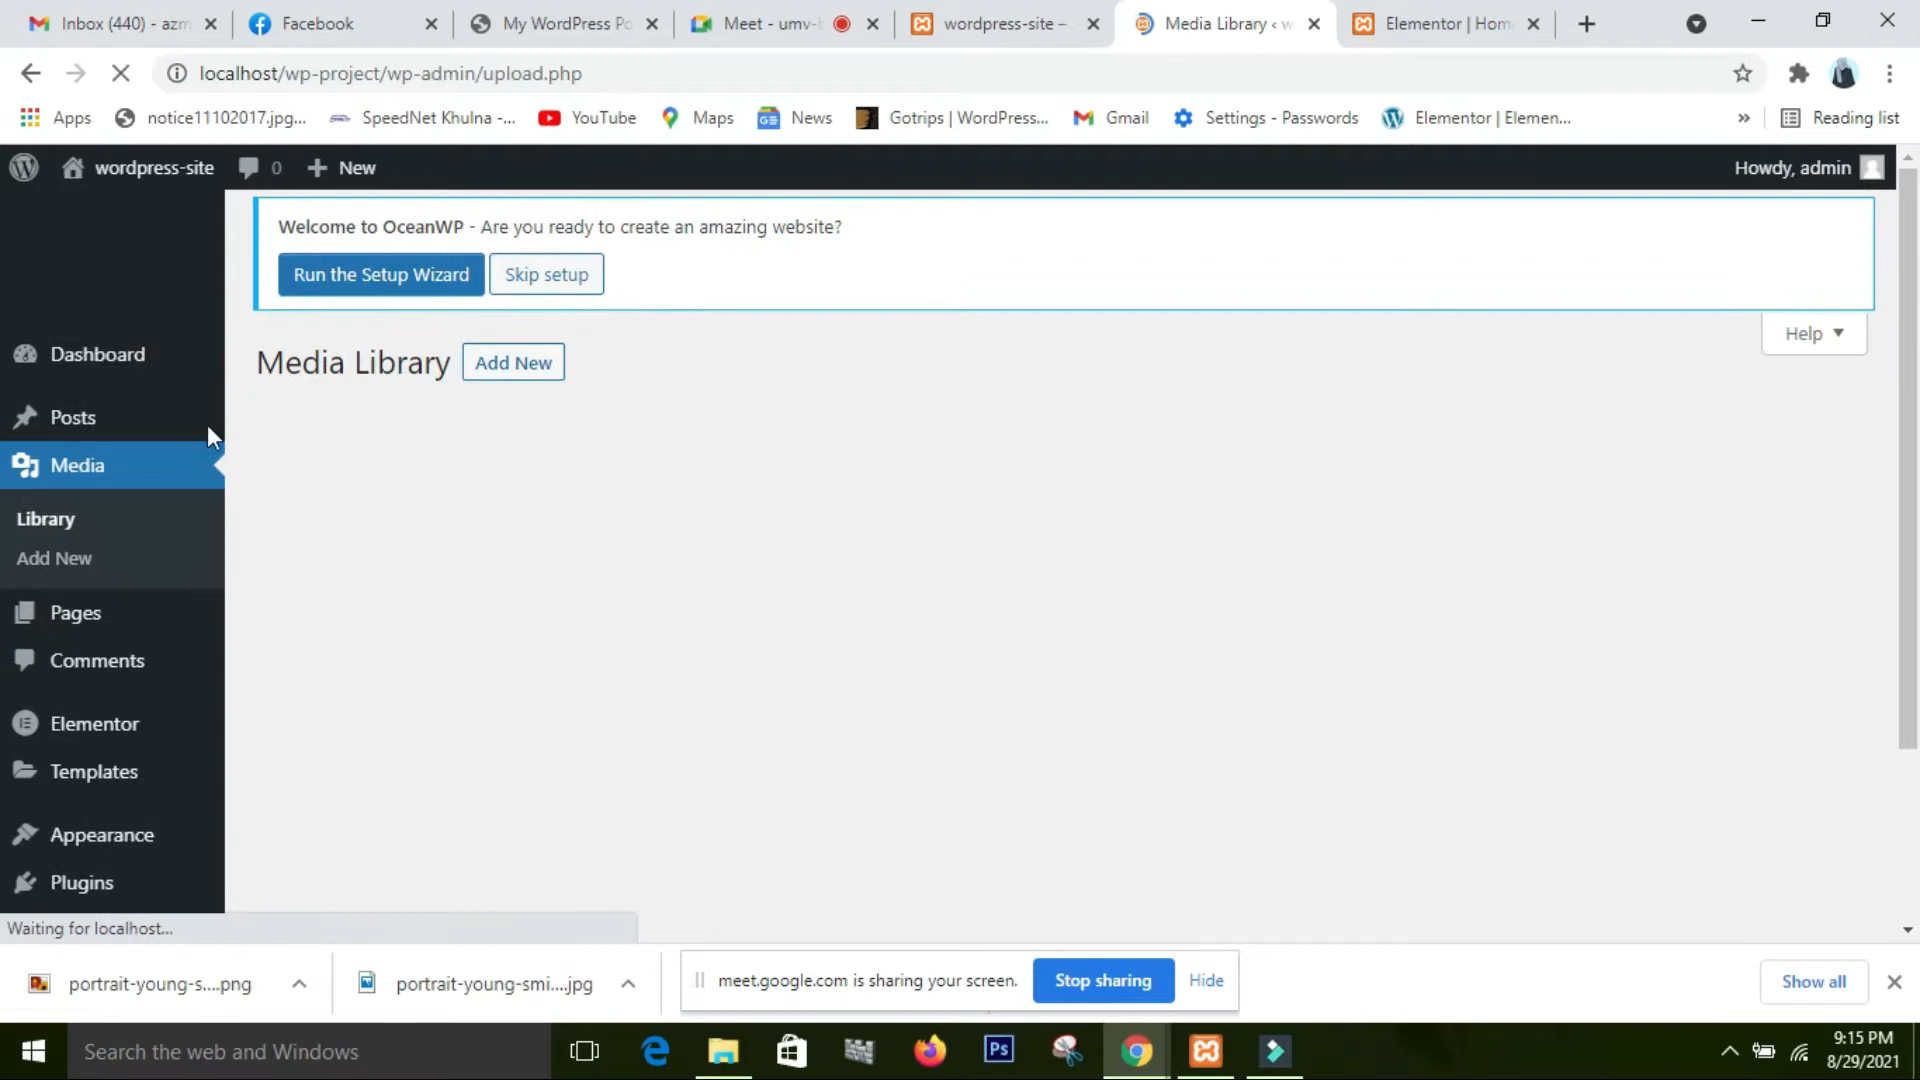 Inbox (440) - azm
Facebook
My WordPress Po
Meet - umv-b
wordpress-site –
Media Library ‹ w
Elementor | Hom
localhost/wp-project/wp-admin/upload.php
Apps
notice11102017.jpg...
SpeedNet Khulna -...
YouTube
Maps
News
Gotrips | WordPress...
Gmail
Settings - Passwords
Elementor | Elemen...
»
Reading list
wordpress-site
0
New
Howdy, admin
Welcome to OceanWP - Are you ready to create an amazing website?
Run the Setup Wizard
Skip setup
Help
Media Library
Add New
Dashboard
Posts
Media
Library
Add New
Pages
Comments
Elementor
Templates
Appearance
Plugins
Waiting for localhost...
portrait-young-s....png
portrait-young-smi....jpg
meet.google.com is sharing your screen.
Stop sharing
Hide
Show all
Search the web and Windows
Ps
9:15 PM
8/29/2021